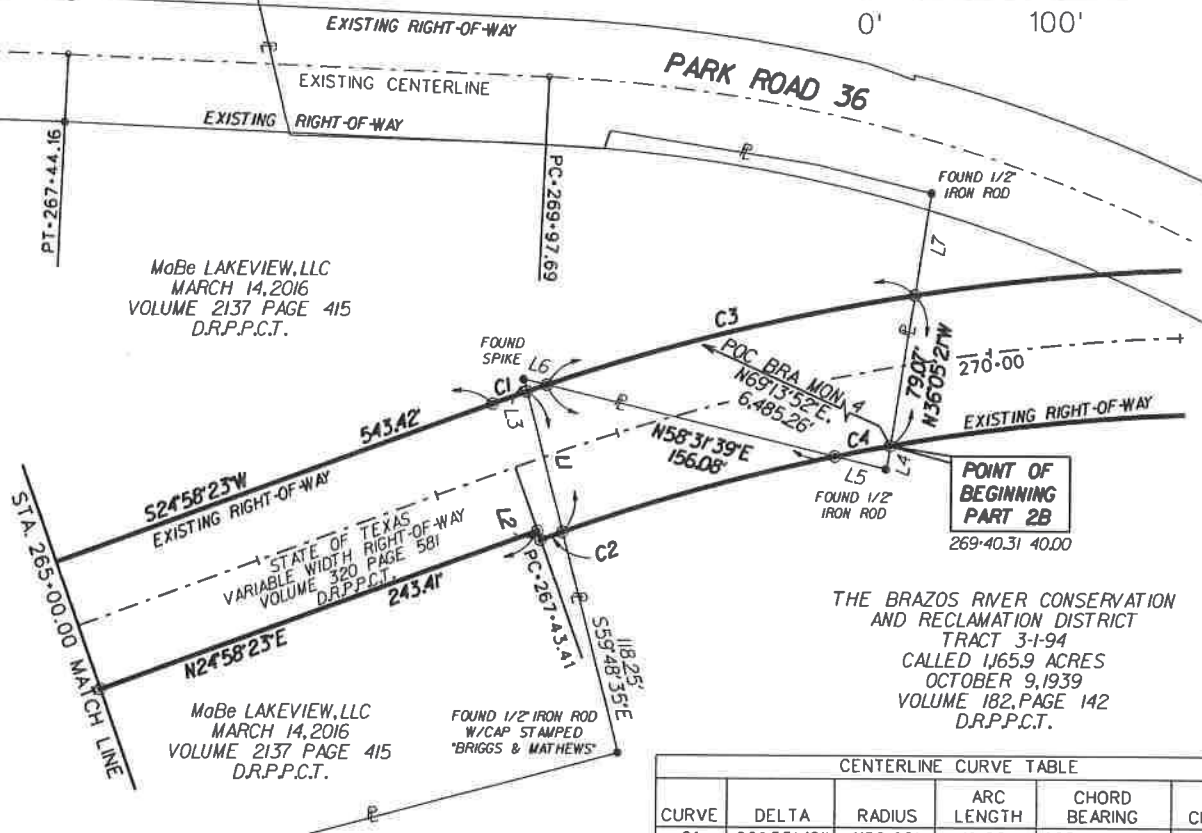 0' 100'
EXISTING RIGHT-OF-WAY
PARK ROAD 36
EXISTING CENTERLINE
EXISTING RIGHT-OF-WAY
PT•267+44.16
PC•269+97.69
FOUND 1/2"
IRON ROD
L7
MaBe LAKEVIEW, LLC
MARCH 14, 2016
VOLUME 2137 PAGE 415
D.R.P.P.C.T.
C3
FOUND
SPIKE
L6
C1
L3
POC BRA MON 4
N69°13'52"E,
6,485.26'
79.07'
N36°05'21"W
270+00
EXISTING RIGHT-OF-WAY
543.42'
S24°58'23"W
EXISTING RIGHT-OF-WAY
N58°31'39"E
156.08'
C4
L4
L5
FOUND 1/2"
IRON ROD
POINT OF
BEGINNING
PART 2B
269+40.31 40.00
L1
L2
C2
STA. 265+00.00 MATCH LINE
STATE OF TEXAS
VARIABLE WIDTH RIGHT-OF-WAY
VOLUME 320 PAGE 581
D.R.P.P.C.T.
243.41'
N24°58'23"E
PC•267+43.41
118.25'
S59°48'35"E
THE BRAZOS RIVER CONSERVATION
AND RECLAMATION DISTRICT
TRACT 3-1-94
CALLED 1,165.9 ACRES
OCTOBER 9, 1939
VOLUME 182, PAGE 142
D.R.P.P.C.T.
MaBe LAKEVIEW, LLC
MARCH 14, 2016
VOLUME 2137 PAGE 415
D.R.P.P.C.T.
FOUND 1/2" IRON ROD
W/CAP STAMPED
"BRIGGS & MATHEWS"
CENTERLINE CURVE TABLE
CURVE DELTA RADIUS ARC LENGTH CHORD BEARING